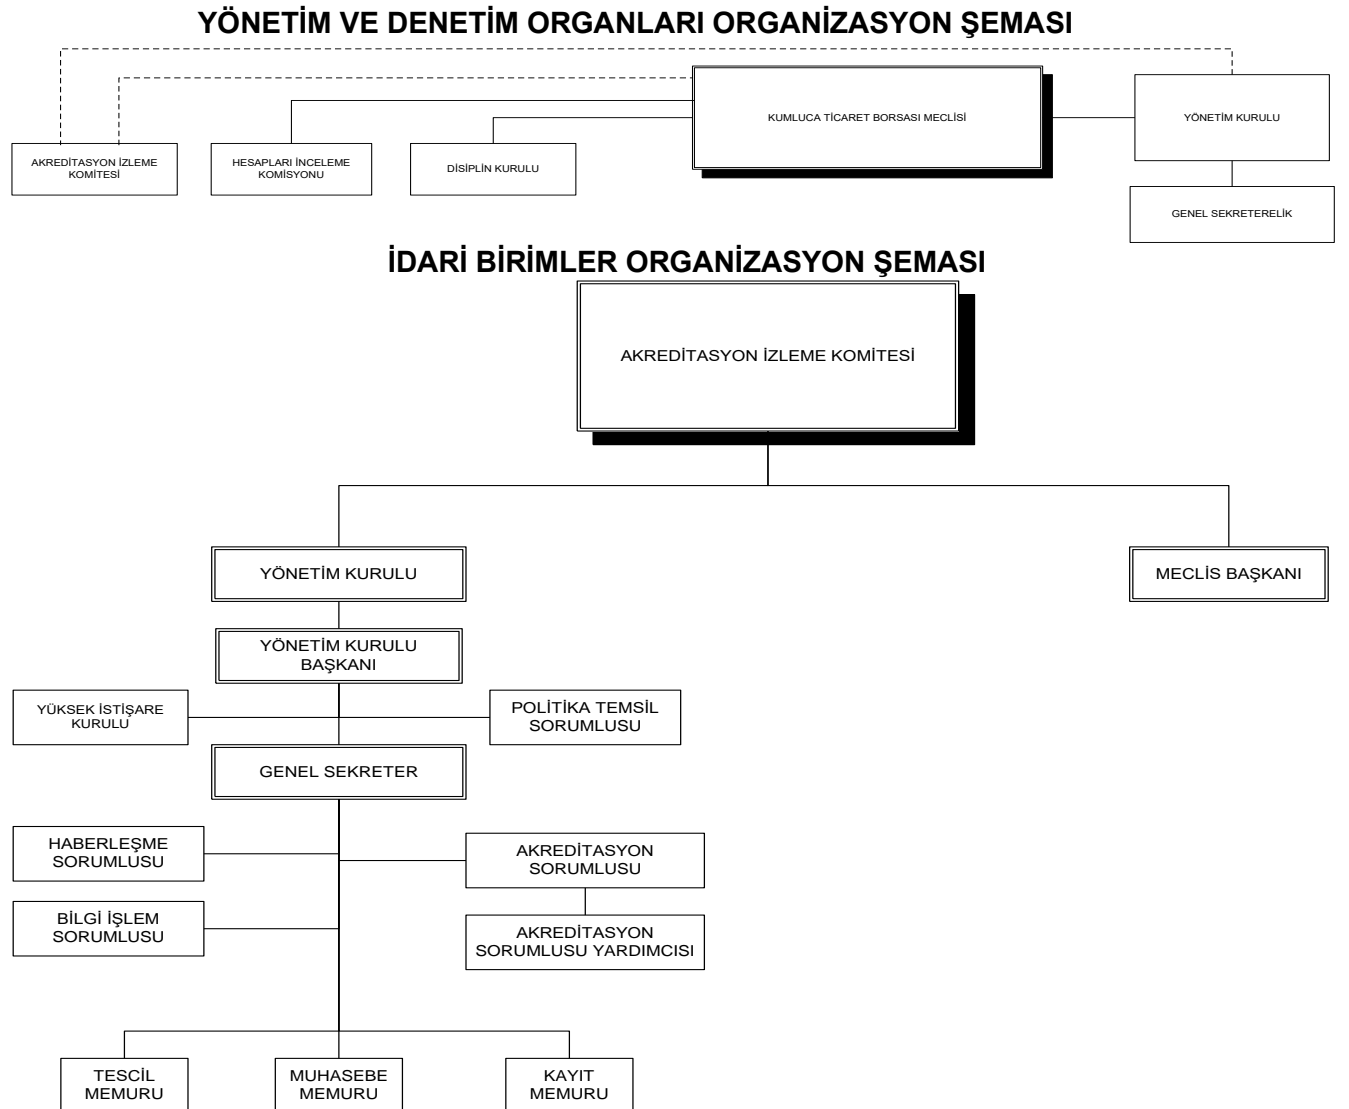 YÖNETİM VE DENETİM ORGANLARI ORGANİZASYON ŞEMASI
KUMLUCA TİCARET BORSASI MECLİSİ
YÖNETİM KURULU
AKREDİTASYON İZLEME
KOMİTESİ
HESAPLARI İNCELEME
KOMİSYONU
DİSİPLİN KURULU
GENEL SEKRETERELİK
İDARİ BİRİMLER ORGANİZASYON ŞEMASI
AKREDİTASYON İZLEME KOMİTESİ
YÖNETİM KURULU
MECLİS BAŞKANI
YÖNETİM KURULU
BAŞKANI
YÜKSEK İSTİŞARE
KURULU
POLİTİKA TEMSİL
SORUMLUSU
GENEL SEKRETER
HABERLEŞME
SORUMLUSU
AKREDİTASYON
SORUMLUSU
BİLGİ İŞLEM
SORUMLUSU
AKREDİTASYON
SORUMLUSU YARDIMCISI
TESCİL
MEMURU
MUHASEBE
MEMURU
KAYIT
MEMURU